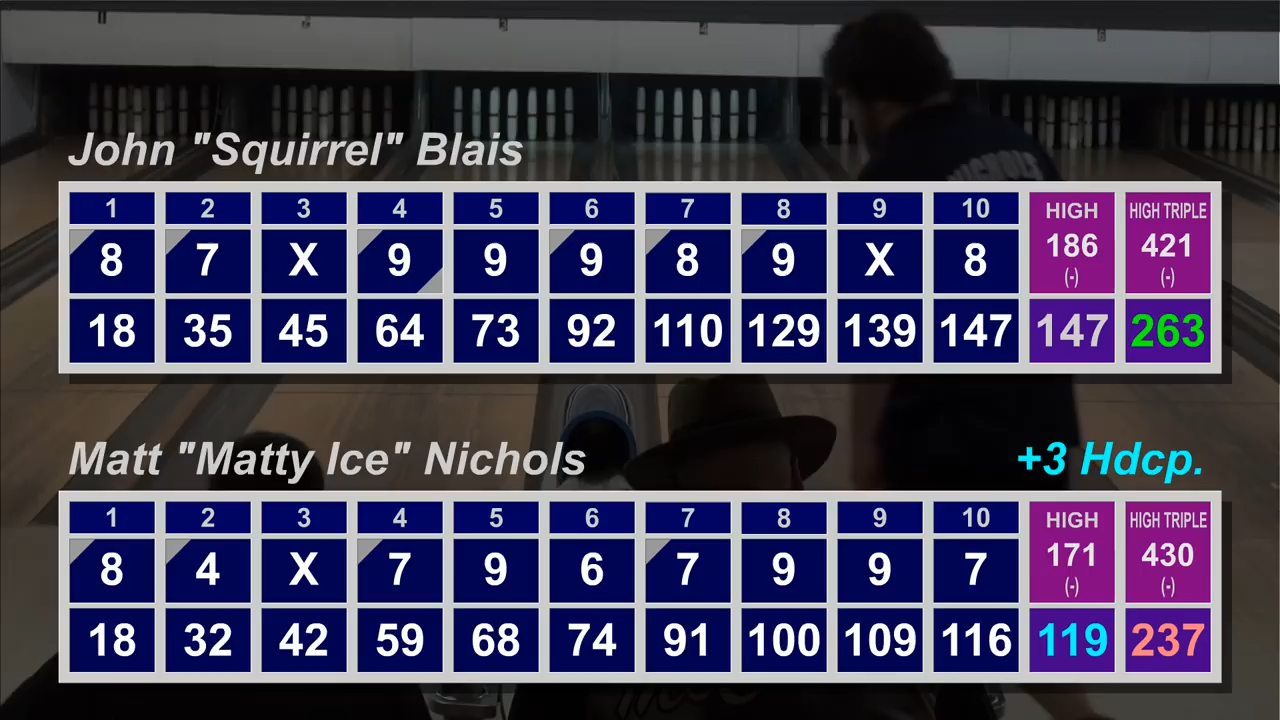 John "Squirrel" Blais
1 2 3 4 5 6 7 8 9 10 HIGH HIGH TRIPLE
8 7 X 9 9 9 8 9 X 8 186 421
(-) (-)
18 35 45 64 73 92 110 129 139 147 147 263
Matt "Matty Ice" Nichols +3 Hdcp.
1 2 3 4 5 6 7 8 9 10 HIGH HIGH TRIPLE
8 4 X 7 9 6 7 9 9 7 171 430
(-) (-)
18 32 42 59 68 74 91 100 109 116 119 237